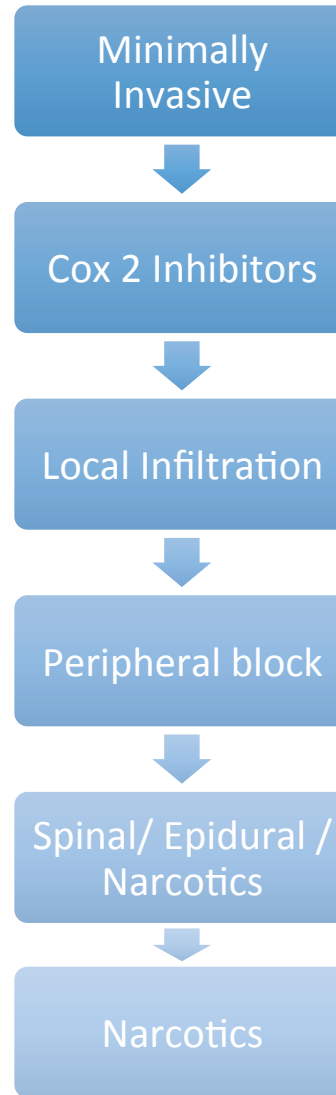 Minimally
Invasive
Cox 2 Inhibitors
Local Infiltration
Peripheral block
Spinal/ Epidural /
Narcotics
Narcotics